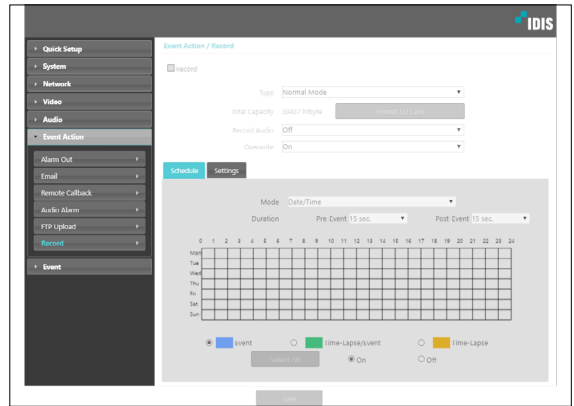 IDIS
Quick Setup
System
Network
Video
Audio
Event Action
Alarm Out
Email
Remote Callback
Audio Alarm
FTP Upload
Record
Event
Event Action / Record
Record
Type Normal Mode
Total Capacity MByte
Record Audio Off
Overwrite On
Schedule Settings
Mode Date/Time
Duration Pre Event 15 sec. Post Event 15 sec.
0 1 2 3 4 5 6 7 8 9 10 11 12 13 14 15 16 17 18 19 20 21 22 23 24
Mon
Tue
Wed
Thu
Fri
Sat
Sun
Event Time-Lapse/Event Time-Lapse
Select All On Off
Save